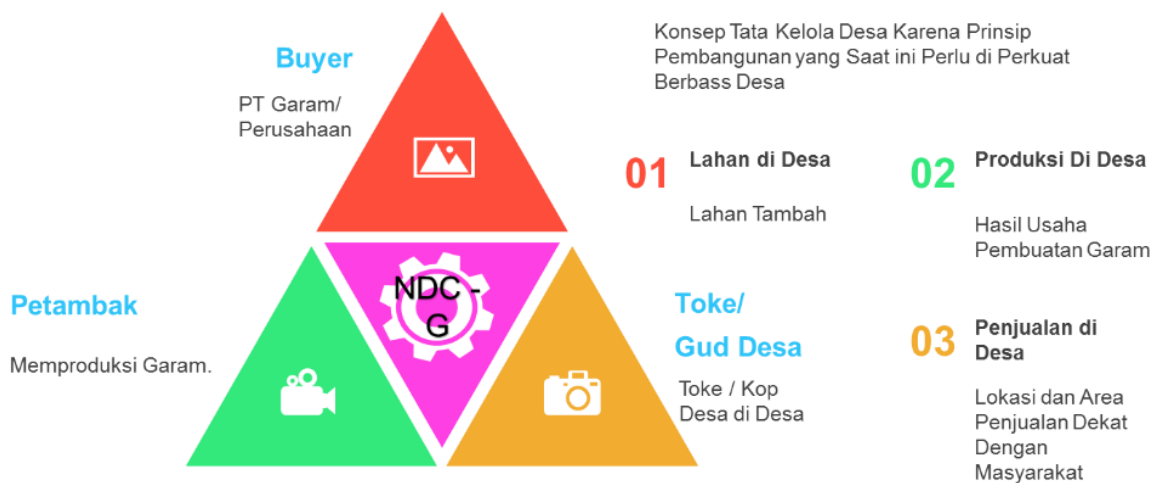 Buyer
PT Garam/
Perusahaan
Petambak
Memproduksi Garam.
NDC -
G
Toke/
Gud Desa
Toke / Kop
Desa di Desa
Konsep Tata Kelola Desa Karena Prinsip
Pembangunan yang Saat ini Perlu di Perkuat
Berbass Desa
01
Lahan di Desa
Lahan Tambah
02
Produksi Di Desa
Hasil Usaha
Pembuatan Garam
03
Penjualan di
Desa
Lokasi dan Area
Penjualan Dekat
Dengan
Masyarakat